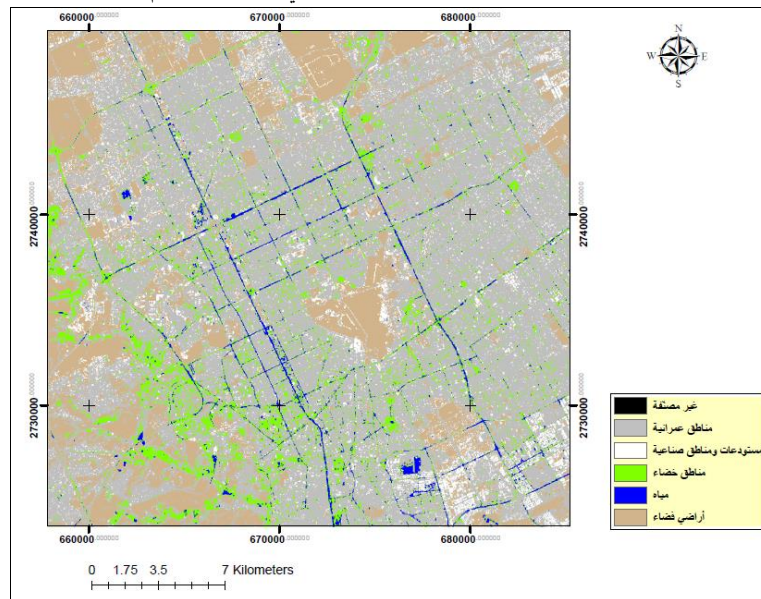 660000.000000 670000.000000 680000.000000
N
W E
S
2740000.000000 2740000.000000
2730000.000000 2730000.000000
غير مصنفة
مناطق عمرانية
مستودعات ومناطق صناعية
مناطق خضاء
مياه
أراضي فضاء
660000.000000 670000.000000 680000.000000
0 1.75 3.5 7 Kilometers